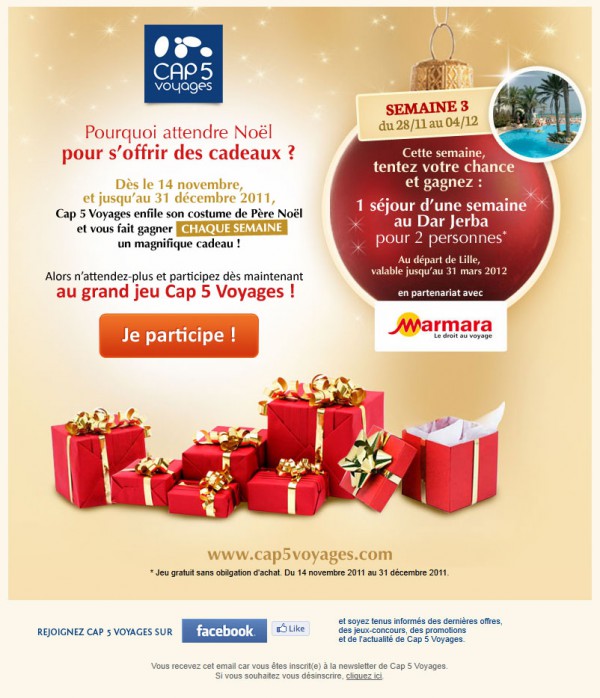 CAP 5
voyages
Pourquoi attendre Noël
pour s'offrir des cadeaux ?
Dès le 14 novembre,
et jusqu'au 31 décembre 2011,
Cap 5 Voyages enfile son costume de Père Noël
et vous fait gagner CHAQUE SEMAINE
un magnifique cadeau !
Alors n'attendez-plus et participez dès maintenant
au grand jeu Cap 5 Voyages !
Je participe !
SEMAINE 3
du 28/11 au 04/12
Cette semaine,
tentez votre chance
et gagnez :
1 séjour d'une semaine
au Dar Jerba
pour 2 personnes*
Au départ de Lille,
valable jusqu'au 31 mars 2012
en partenariat avec
Marmara
Le droit au voyage
www.cap5voyages.com
* Jeu gratuit sans obilgation d'achat. Du 14 novembre 2011 au 31 décembre 2011.
REJOIGNEZ CAP 5 VOYAGES SUR
facebook
Like
et soyez tenus informés des dernières offres,
des jeux-concours, des promotions
et de l'actualité de Cap 5 Voyages.
Vous recevez cet email car vous êtes inscrit(e) à la newsletter de Cap 5 Voyages.
Si vous souhaitez vous désinscrire, cliquez ici.